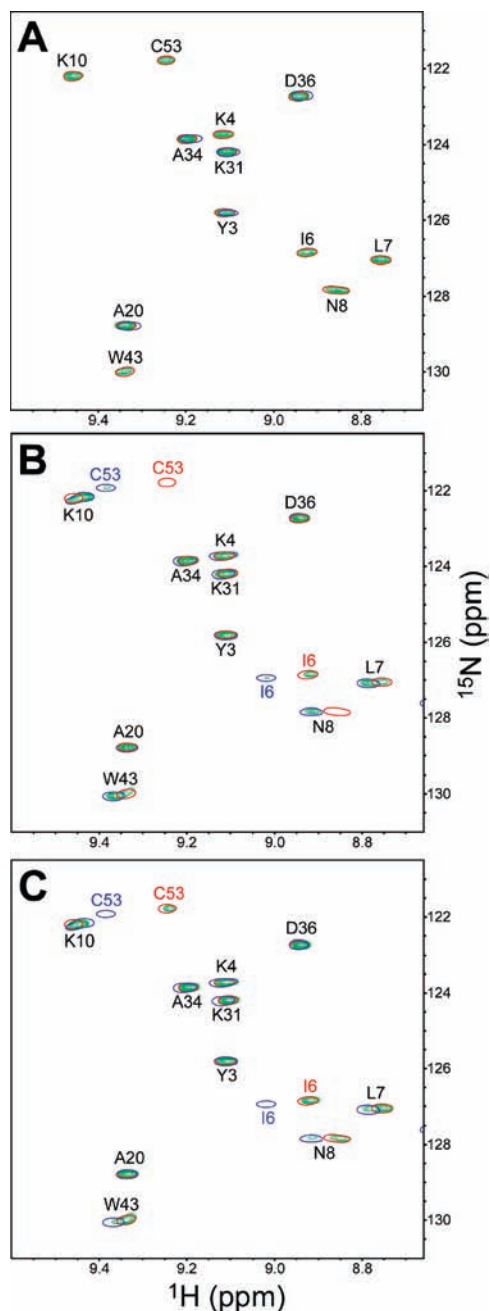 A
C53
K10
D36
K4
A34
K31
Y3
I6
L7
N8
A20
W43
122
124
126
128
130
9.4
9.2
9.0
8.8
B
C53
C53
K10
D36
K4
A34
K31
Y3
I6
L7
I6
N8
A20
W43
122
124
126
128
130
9.4
9.2
9.0
8.8
15N (ppm)
C
C53
C53
K10
D36
K4
A34
K31
Y3
I6
L7
I6
N8
A20
W43
122
124
126
128
130
9.4
9.2
9.0
8.8
1H (ppm)